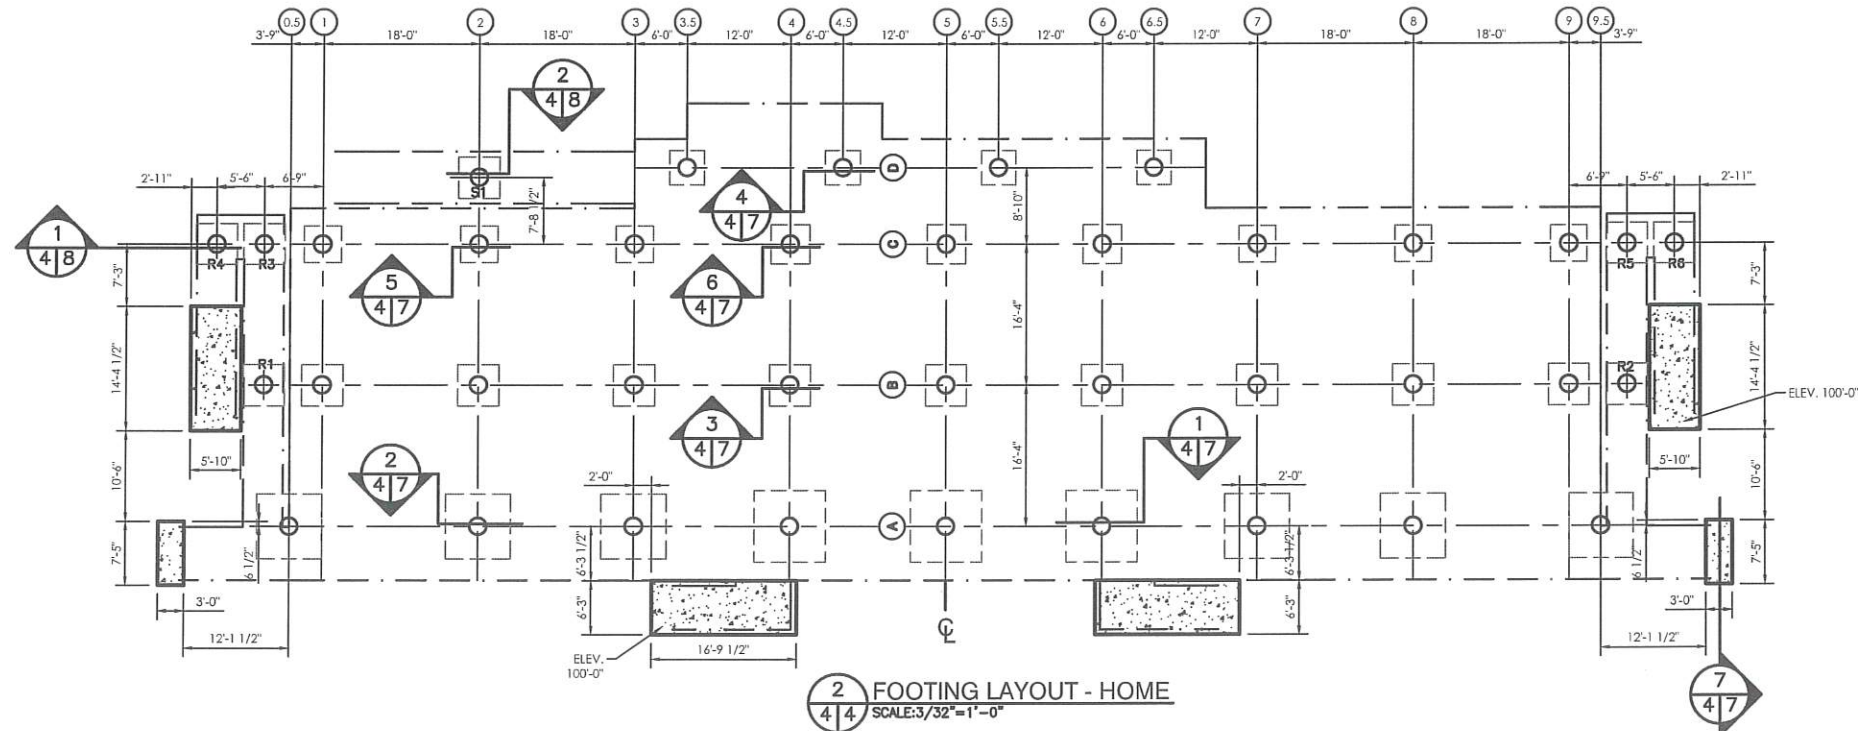 0.5 1 2 3 3.5 4 4.5 5 5.5 6 6.5 7 8 9 9.5
3'-9" 18'-0" 18'-0" 6'-0" 12'-0" 6'-0" 12'-0" 6'-0" 12'-0" 6'-0" 12'-0" 18'-0" 18'-0" 3'-9"
2
4 8
D
2'-11" 5'-6" 6'-9"
S1
7'-8 1/2"
4
4 7
8'-10"
6'-9" 5'-6" 2'-11"
1
4 8
R4 R3
C
R5 R6
7'-3"
5
4 7
6
4 7
16'-4"
7'-3"
14'-4 1/2"
R1
B
R2
14'-4 1/2"
ELEV. 100'-0"
3
4 7
1
4 7
5'-10"
2
4 7
2'-0"
16'-4"
2'-0"
5'-10"
10'-6"
10'-6"
A
7'-5"
6 1/2"
6'-3 1/2"
6'-3 1/2"
6 1/2"
7'-5"
3'-0"
6'-3"
6'-3"
3'-0"
12'-1 1/2"
CL
12'-1 1/2"
ELEV.
100'-0"
16'-9 1/2"
2
4 4
FOOTING LAYOUT - HOME
SCALE:3/32"=1'-0"
7
4 7